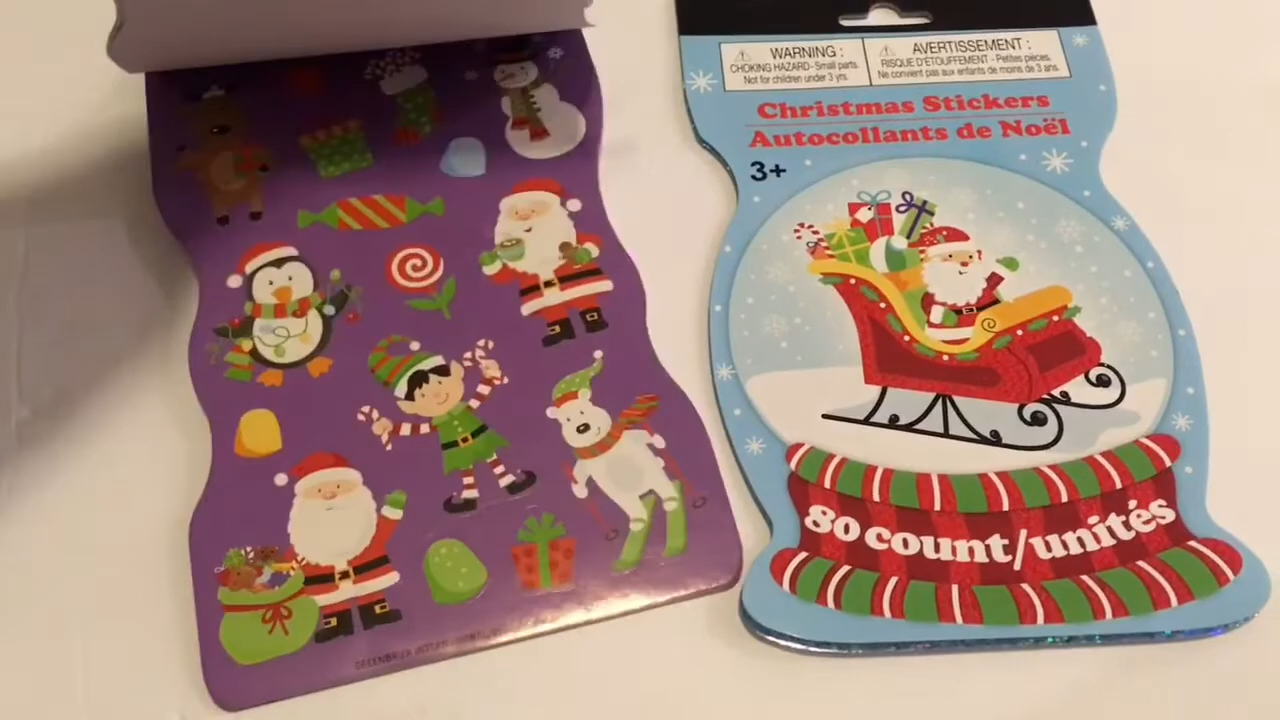 WARNING :
CHOKING HAZARD - Small parts.
Not for children under 3 yrs.
AVERTISSEMENT :
RISQUE D'ÉTOUFFEMENT - Petites pièces.
Ne convient pas aux enfants de moins de 3 ans.
Christmas Stickers
Autocollants de Noël
3+
80 count/unités